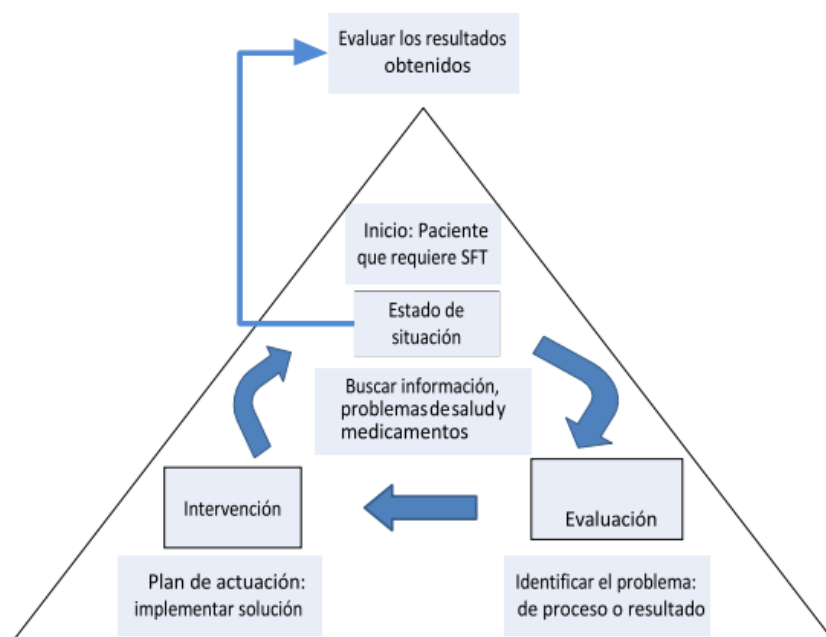 Evaluar los resultados
obtenidos
Inicio: Paciente
que requiere SFT
Estado de
situación
Buscar información,
problemas de salud y
medicamentos
Intervención
Evaluación
Plan de actuación:
implementar solución
Identificar el problema:
de proceso o resultado